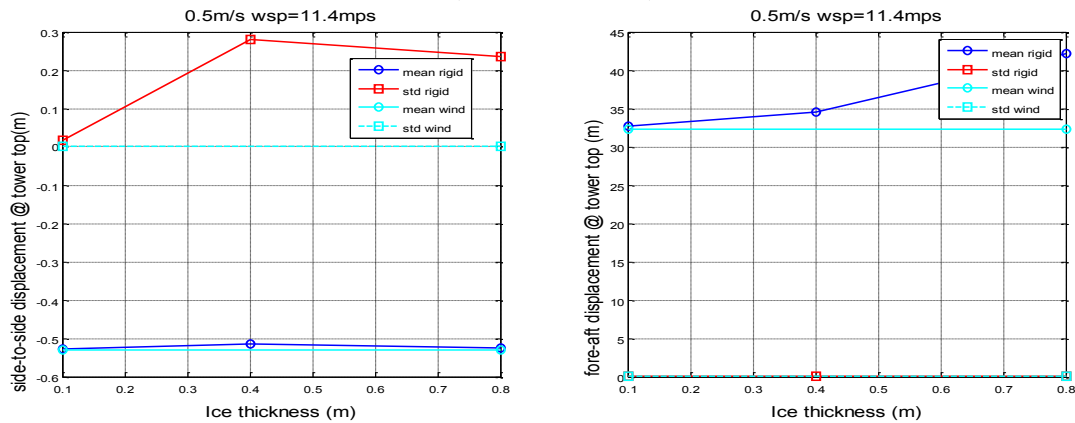 0.5m/s wsp=11.4mps
side-to-side displacement @ tower top(m)
0.3
0.2
0.1
0
-0.1
-0.2
-0.3
-0.4
-0.5
-0.6
mean rigid
std rigid
mean wind
std wind
0.1 0.2 0.3 0.4 0.5 0.6 0.7 0.8
Ice thickness (m)
0.5m/s wsp=11.4mps
fore-aft displacement @ tower top (m)
45
40
35
30
25
20
15
10
5
0
mean rigid
std rigid
mean wind
std wind
0.1 0.2 0.3 0.4 0.5 0.6 0.7 0.8
Ice thickness (m)